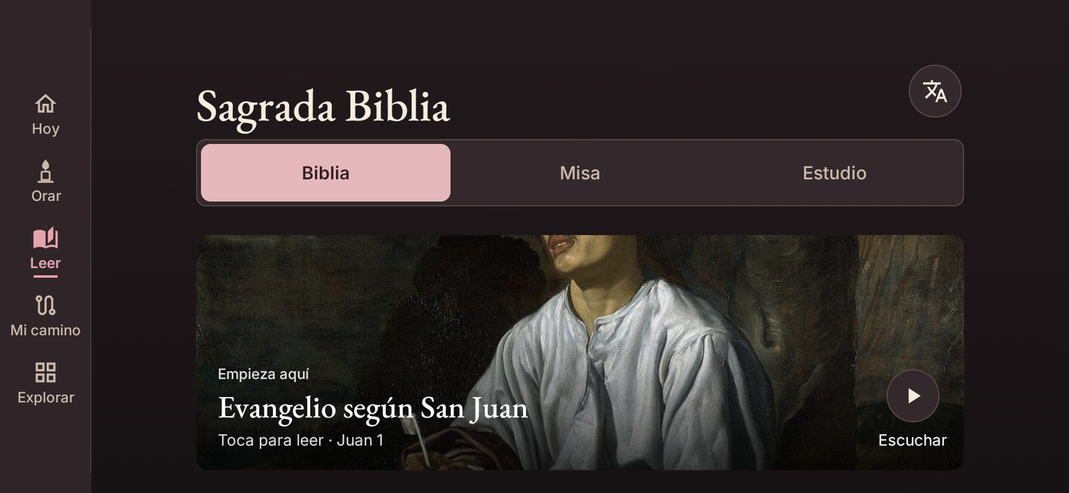 Hoy
Orar
Leer
Mi camino
Explorar
Sagrada Biblia
Biblia
Misa
Estudio
Empieza aquí
Evangelio según San Juan
Toca para leer · Juan 1
Escuchar